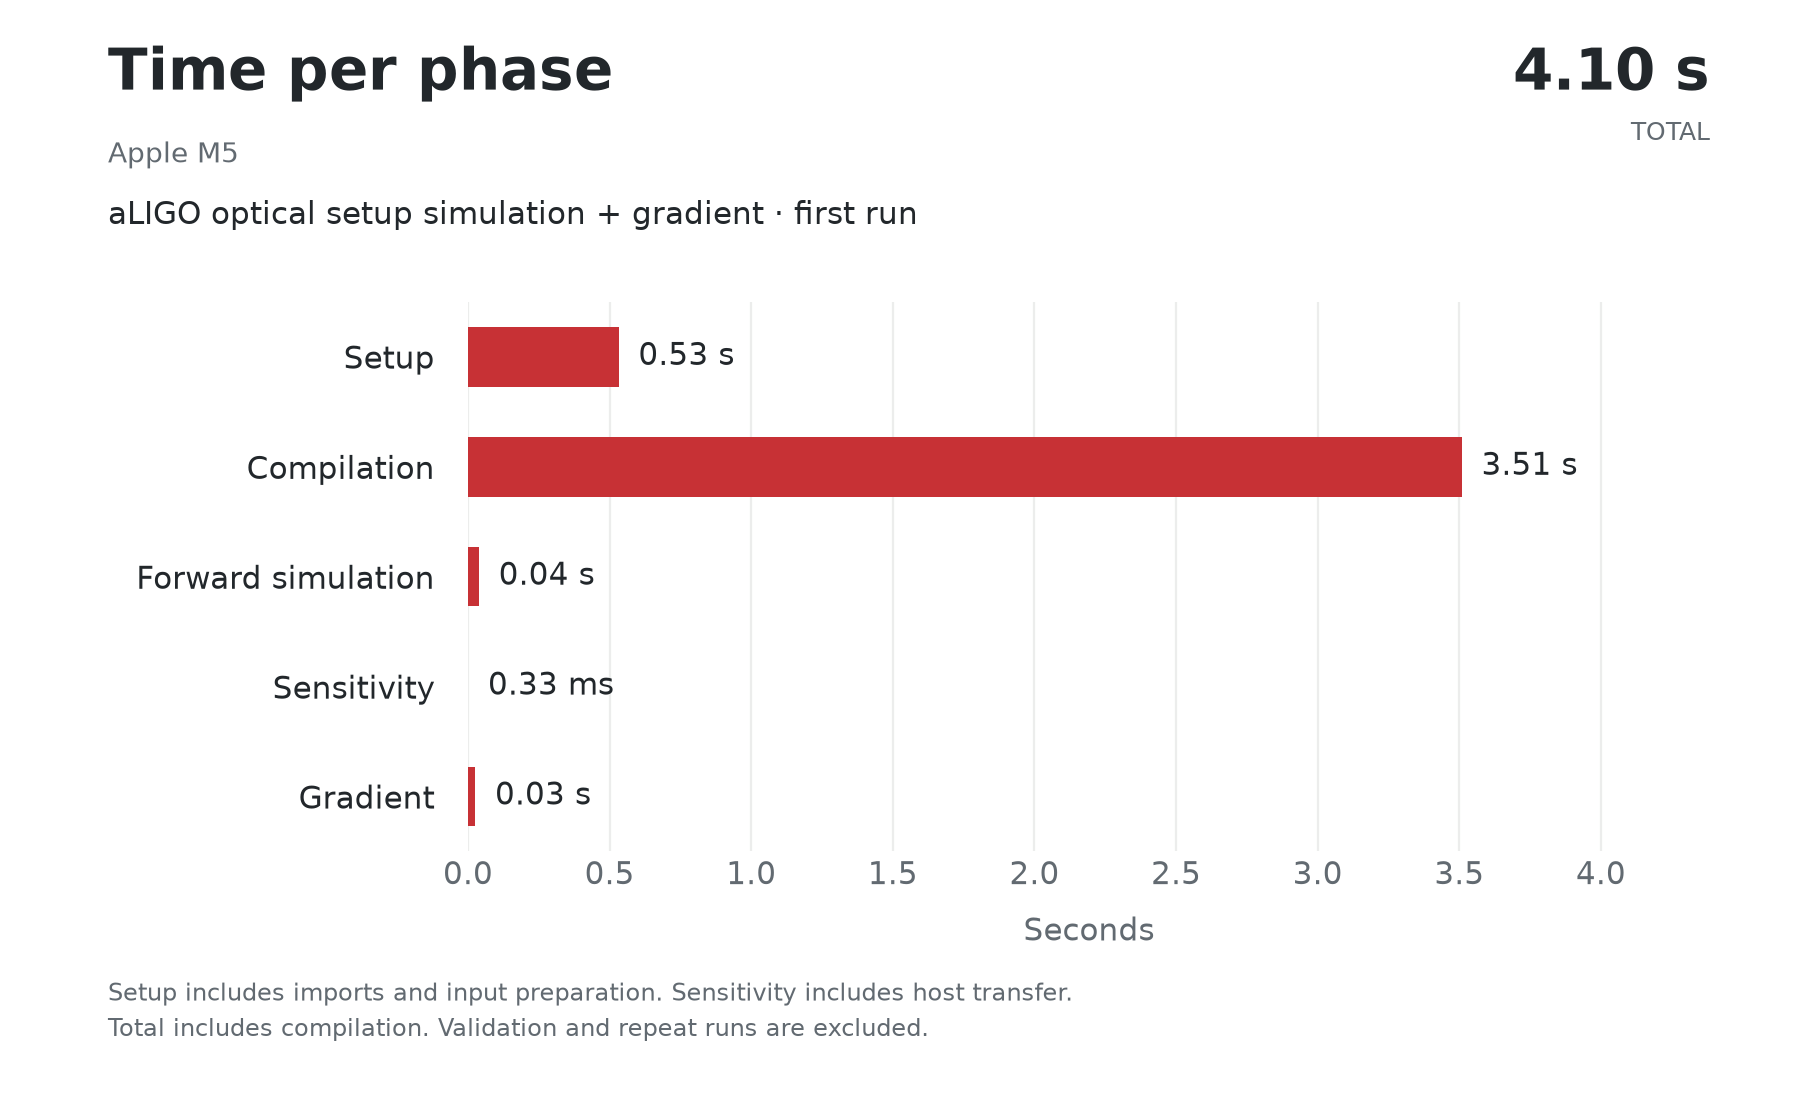 Time per phase
4.10 s
TOTAL
Apple M5
aLIGO optical setup simulation + gradient · first run
Setup
0.53 s
Compilation
3.51 s
Forward simulation
0.04 s
Sensitivity
0.33 ms
Gradient
0.03 s
0.0 0.5 1.0 1.5 2.0 2.5 3.0 3.5 4.0
Seconds
Setup includes imports and input preparation. Sensitivity includes host transfer.
Total includes compilation. Validation and repeat runs are excluded.